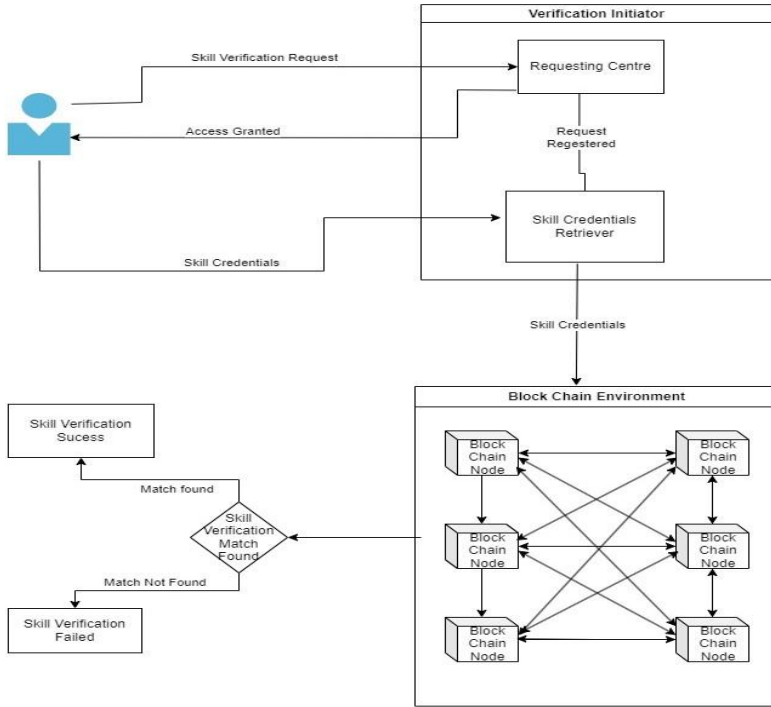 Verification Initiator
Skill Verification Request
Requesting Centre
Access Granted
Request
Regestered
Skill Credentials
Retriever
Skill Credentials
Skill Credentials
Block Chain Environment
Skill Verification
Sucess
Block
Chain
Node
Block
Chain
Node
Match found
Skill
Verification
Match
Found
Block
Chain
Node
Block
Chain
Node
Match Not Found
Skill Verification
Failed
Block
Chain
Node
Block
Chain
Node